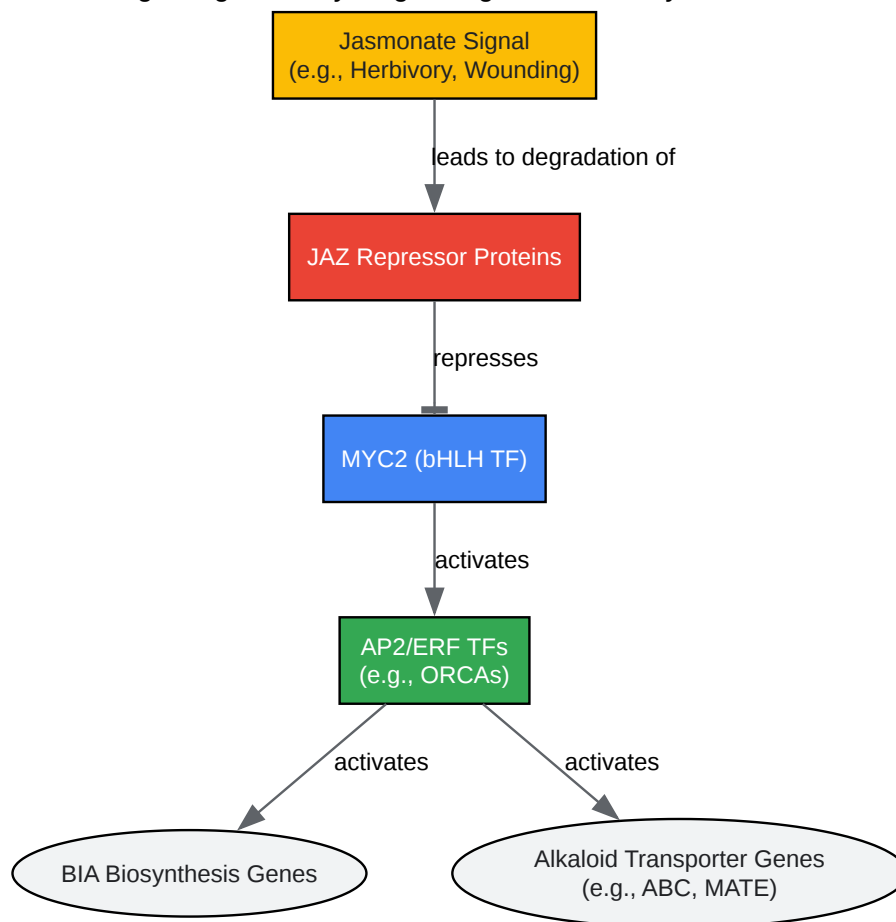 Jasmonate Signal
(e.g., Herbivory, Wounding)
leads to degradation of
JAZ Repressor Proteins
represses
MYC2 (bHLH TF)
activates
AP2/ERF TFs
(e.g., ORCAs)
activates
activates
BIA Biosynthesis Genes
Alkaloid Transporter Genes
(e.g., ABC, MATE)